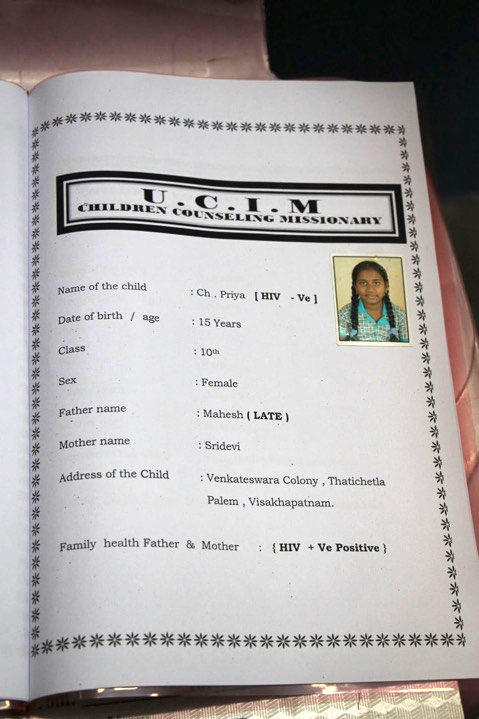 U . C . I . M
CHILDREN COUNSELING MISSIONARY
Name of the child : Ch . Priya [ HIV - Ve ]
Date of birth / age : 15 Years
Class : 10th
Sex : Female
Father name : Mahesh ( LATE )
Mother name : Sridevi
Address of the Child : Venkateswara Colony , Thatichetla
Palem , Visakhapatnam.
Family health Father & Mother : { HIV + Ve Positive }